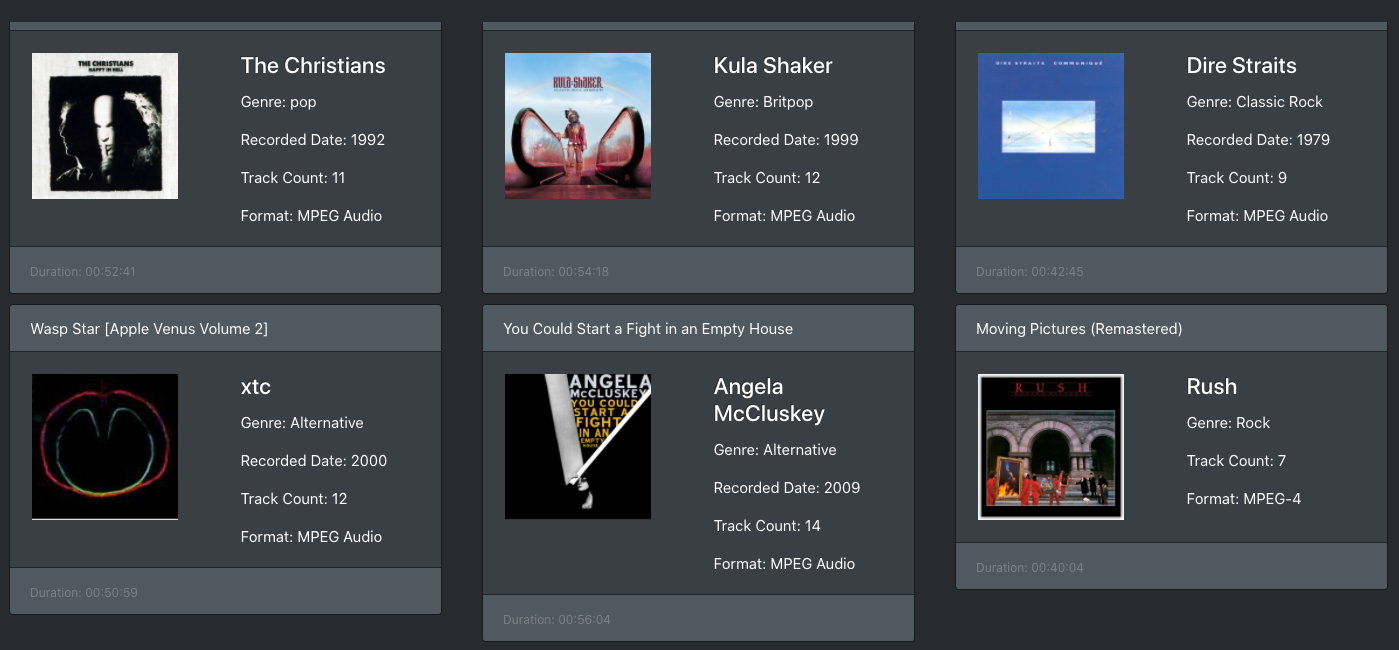 THE CHRISTIANS
HAPPY IN HELL
The Christians
Genre: pop
Recorded Date: 1992
Track Count: 11
Format: MPEG Audio
Duration: 00:52:41
KULA SHAKER
Kula Shaker
Genre: Britpop
Recorded Date: 1999
Track Count: 12
Format: MPEG Audio
Duration: 00:54:18
DIRE STRAITS COMMUNIQUÉ
Dire Straits
Genre: Classic Rock
Recorded Date: 1979
Track Count: 9
Format: MPEG Audio
Duration: 00:42:45
Wasp Star [Apple Venus Volume 2]
xtc
Genre: Alternative
Recorded Date: 2000
Track Count: 12
Format: MPEG Audio
Duration: 00:50:59
You Could Start a Fight in an Empty House
ANGELA
McCLUSKEY
YOU COULD
START A
FIGHT
IN AN
EMPTY
HOUSE
Angela
McCluskey
Genre: Alternative
Recorded Date: 2009
Track Count: 14
Format: MPEG Audio
Duration: 00:56:04
Moving Pictures (Remastered)
RUSH
Rush
Genre: Rock
Track Count: 7
Format: MPEG-4
Duration: 00:40:04